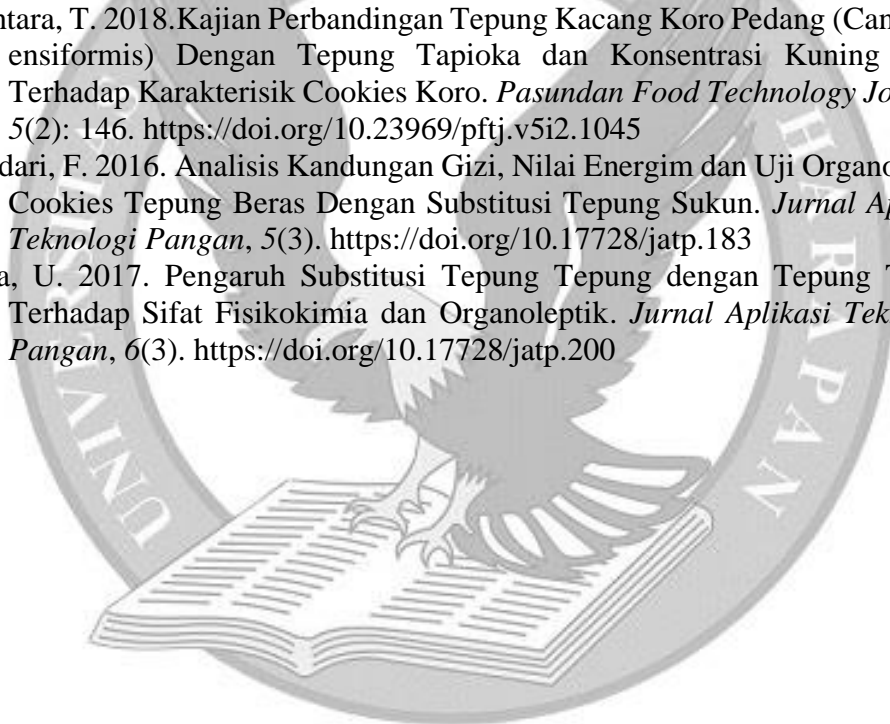 ntara, T. 2018.Kajian Perbandingan Tepung Kacang Koro Pedang (Can
ensiformis) Dengan Tepung Tapioka dan Konsentrasi Kuning
Terhadap Karakterisik Cookies Koro. Pasundan Food Technology Jo
5(2): 146. https://doi.org/10.23969/pftj.v5i2.1045
dari, F. 2016. Analisis Kandungan Gizi, Nilai Energim dan Uji Organo
Cookies Tepung Beras Dengan Substitusi Tepung Sukun. Jurnal Ap
Teknologi Pangan, 5(3). https://doi.org/10.17728/jatp.183
a, U. 2017. Pengaruh Substitusi Tepung Tepung dengan Tepung T
Terhadap Sifat Fisikokimia dan Organoleptik. Jurnal Aplikasi Tek
Pangan, 6(3). https://doi.org/10.17728/jatp.200
UNIVERSITAS
HARAPAN